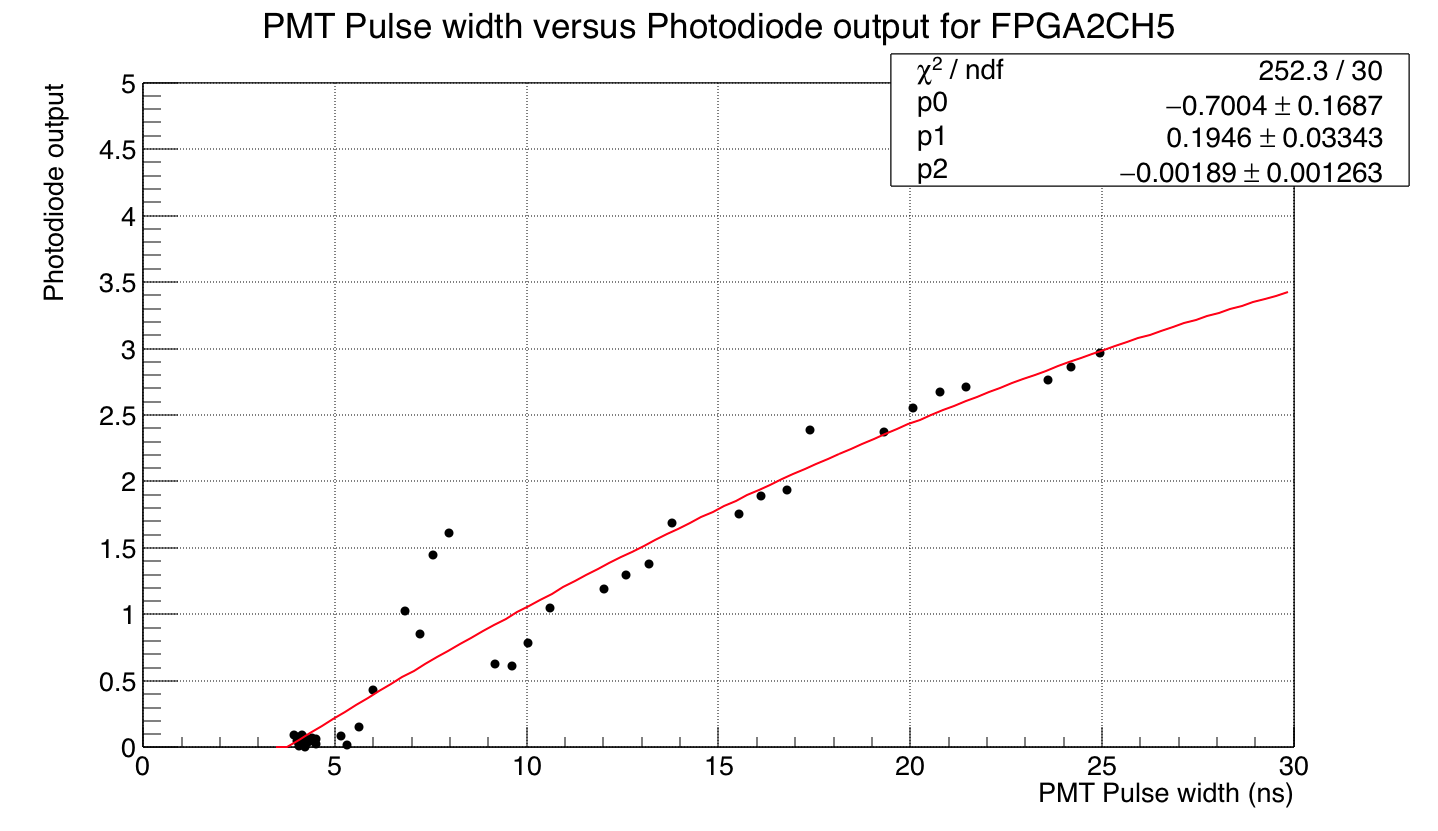 PMT Pulse width versus Photodiode output for FPGA2CH5
χ² / ndf 252.3 / 30
p0 −0.7004 ± 0.1687
p1 0.1946 ± 0.03343
p2 −0.00189 ± 0.001263
Photodiode output
5
4.5
4
3.5
3
2.5
2
1.5
1
0.5
0
0 5 10 15 20 25 30
PMT Pulse width (ns)